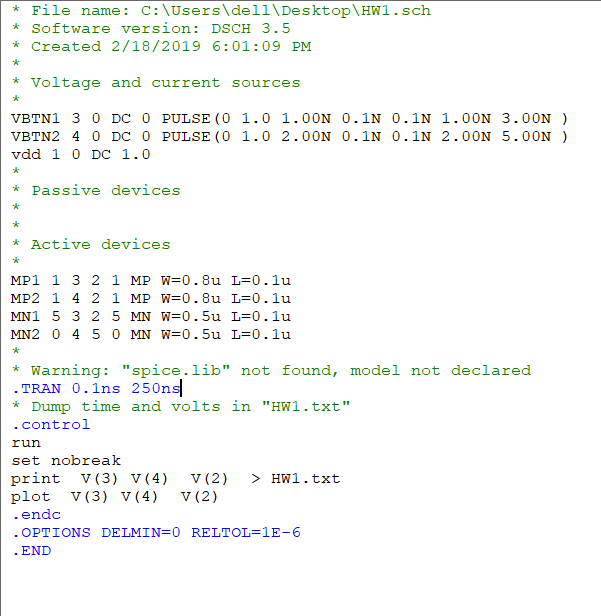 * File name: C:\Users\dell\Desktop\HW1.sch
* Software version: DSCH 3.5
* Created 2/18/2019 6:01:09 PM
*
* Voltage and current sources
*
VBTN1 3 0 DC 0 PULSE(0 1.0 1.00N 0.1N 0.1N 1.00N 3.00N )
VBTN2 4 0 DC 0 PULSE(0 1.0 2.00N 0.1N 0.1N 2.00N 5.00N )
vdd 1 0 DC 1.0
*
* Passive devices
*
*
* Active devices
*
MP1 1 3 2 1 MP W=0.8u L=0.1u
MP2 1 4 2 1 MP W=0.8u L=0.1u
MN1 5 3 2 5 MN W=0.5u L=0.1u
MN2 0 4 5 0 MN W=0.5u L=0.1u
*
* Warning: "spice.lib" not found, model not declared
.TRAN 0.1ns 250ns
* Dump time and volts in "HW1.txt"
.control
run
set nobreak
print  V(3) V(4)  V(2)  > HW1.txt
plot  V(3) V(4)  V(2)
.endc
.OPTIONS DELMIN=0 RELTOL=1E-6
.END